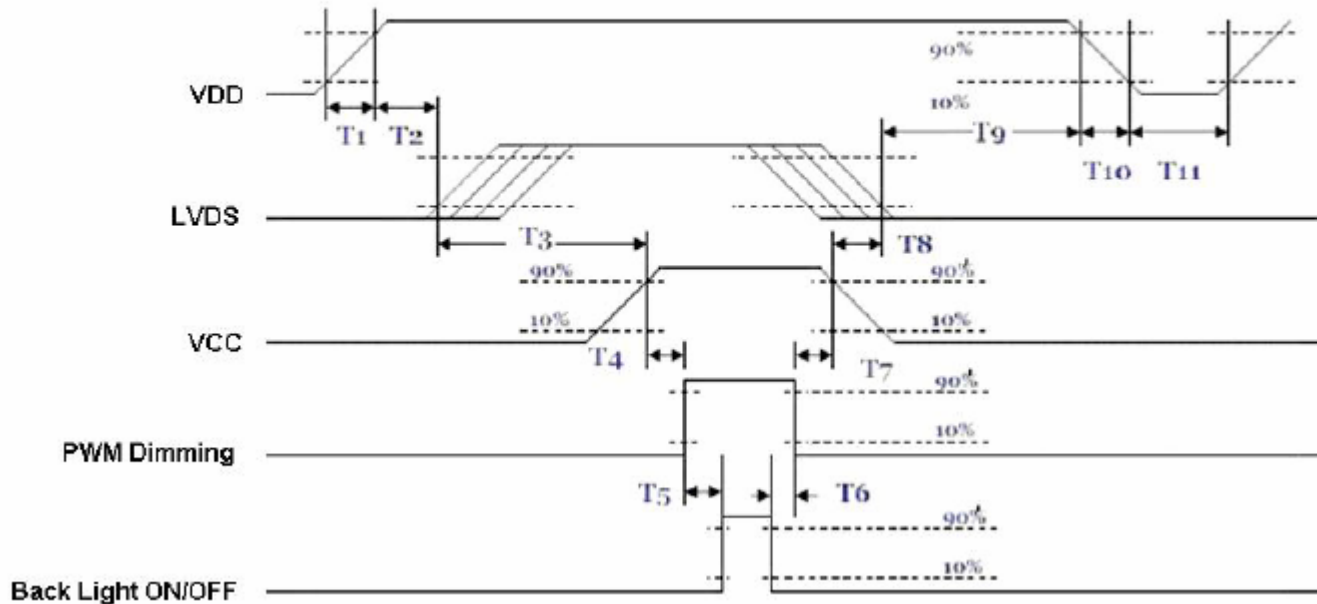 90%
VDD
10%
T1 T2
T9
T10 T11
LVDS
T3
T8
90% 90%
10% 10%
VCC
T4
T7
90%
10%
PWM Dimming
T5 T6
90%
10%
Back Light ON/OFF